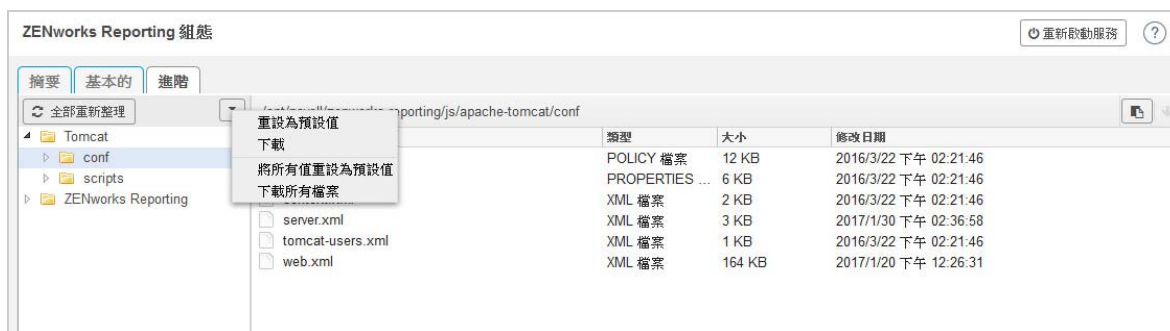 ZENworks Reporting 組態
重新啟動服務
?
摘要 基本的 進階
全部重新整理
porting/js/apache-tomcat/conf
重設為預設值
下載
將所有值重設為預設值
下載所有檔案
Tomcat
conf
scripts
ZENworks Reporting
類型 大小 修改日期
POLICY 檔案 12 KB 2016/3/22 下午 02:21:46
PROPERTIES ... 6 KB 2016/3/22 下午 02:21:46
XML 檔案 2 KB 2016/3/22 下午 02:21:46
server.xml XML 檔案 3 KB 2017/1/30 下午 02:36:58
tomcat-users.xml XML 檔案 1 KB 2016/3/22 下午 02:21:46
web.xml XML 檔案 164 KB 2017/1/20 下午 12:26:31